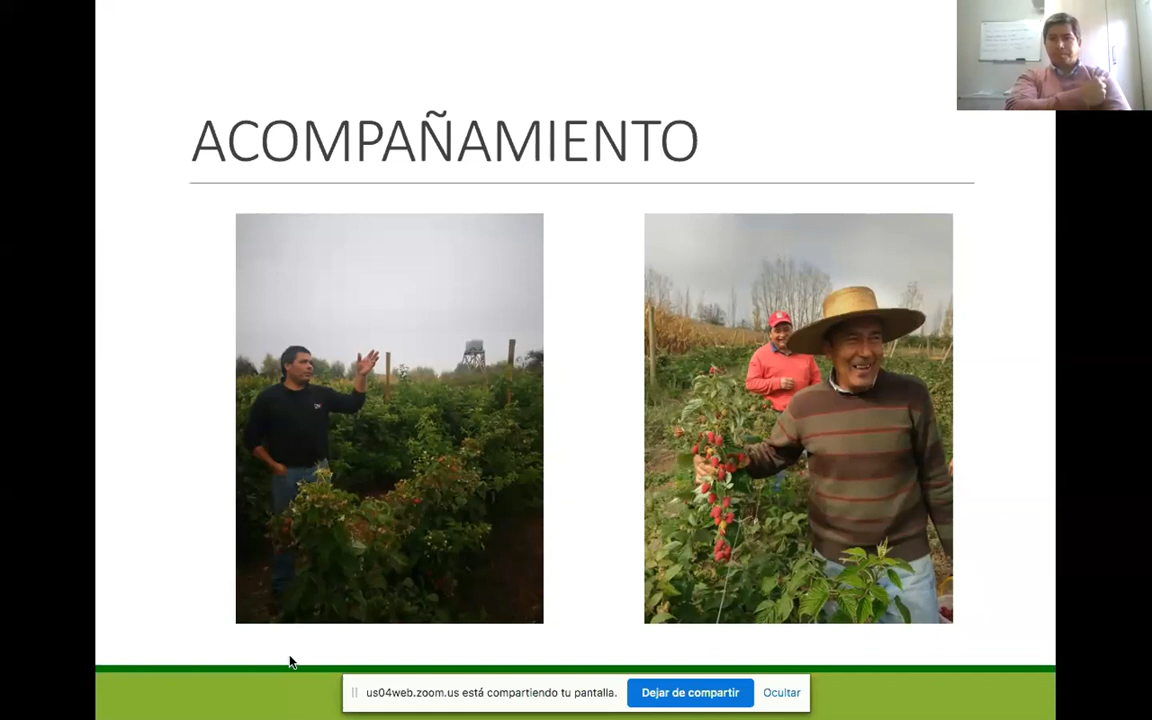 ACOMPAÑAMIENTO
us04web.zoom.us está compartiendo tu pantalla.
Dejar de compartir
Ocultar